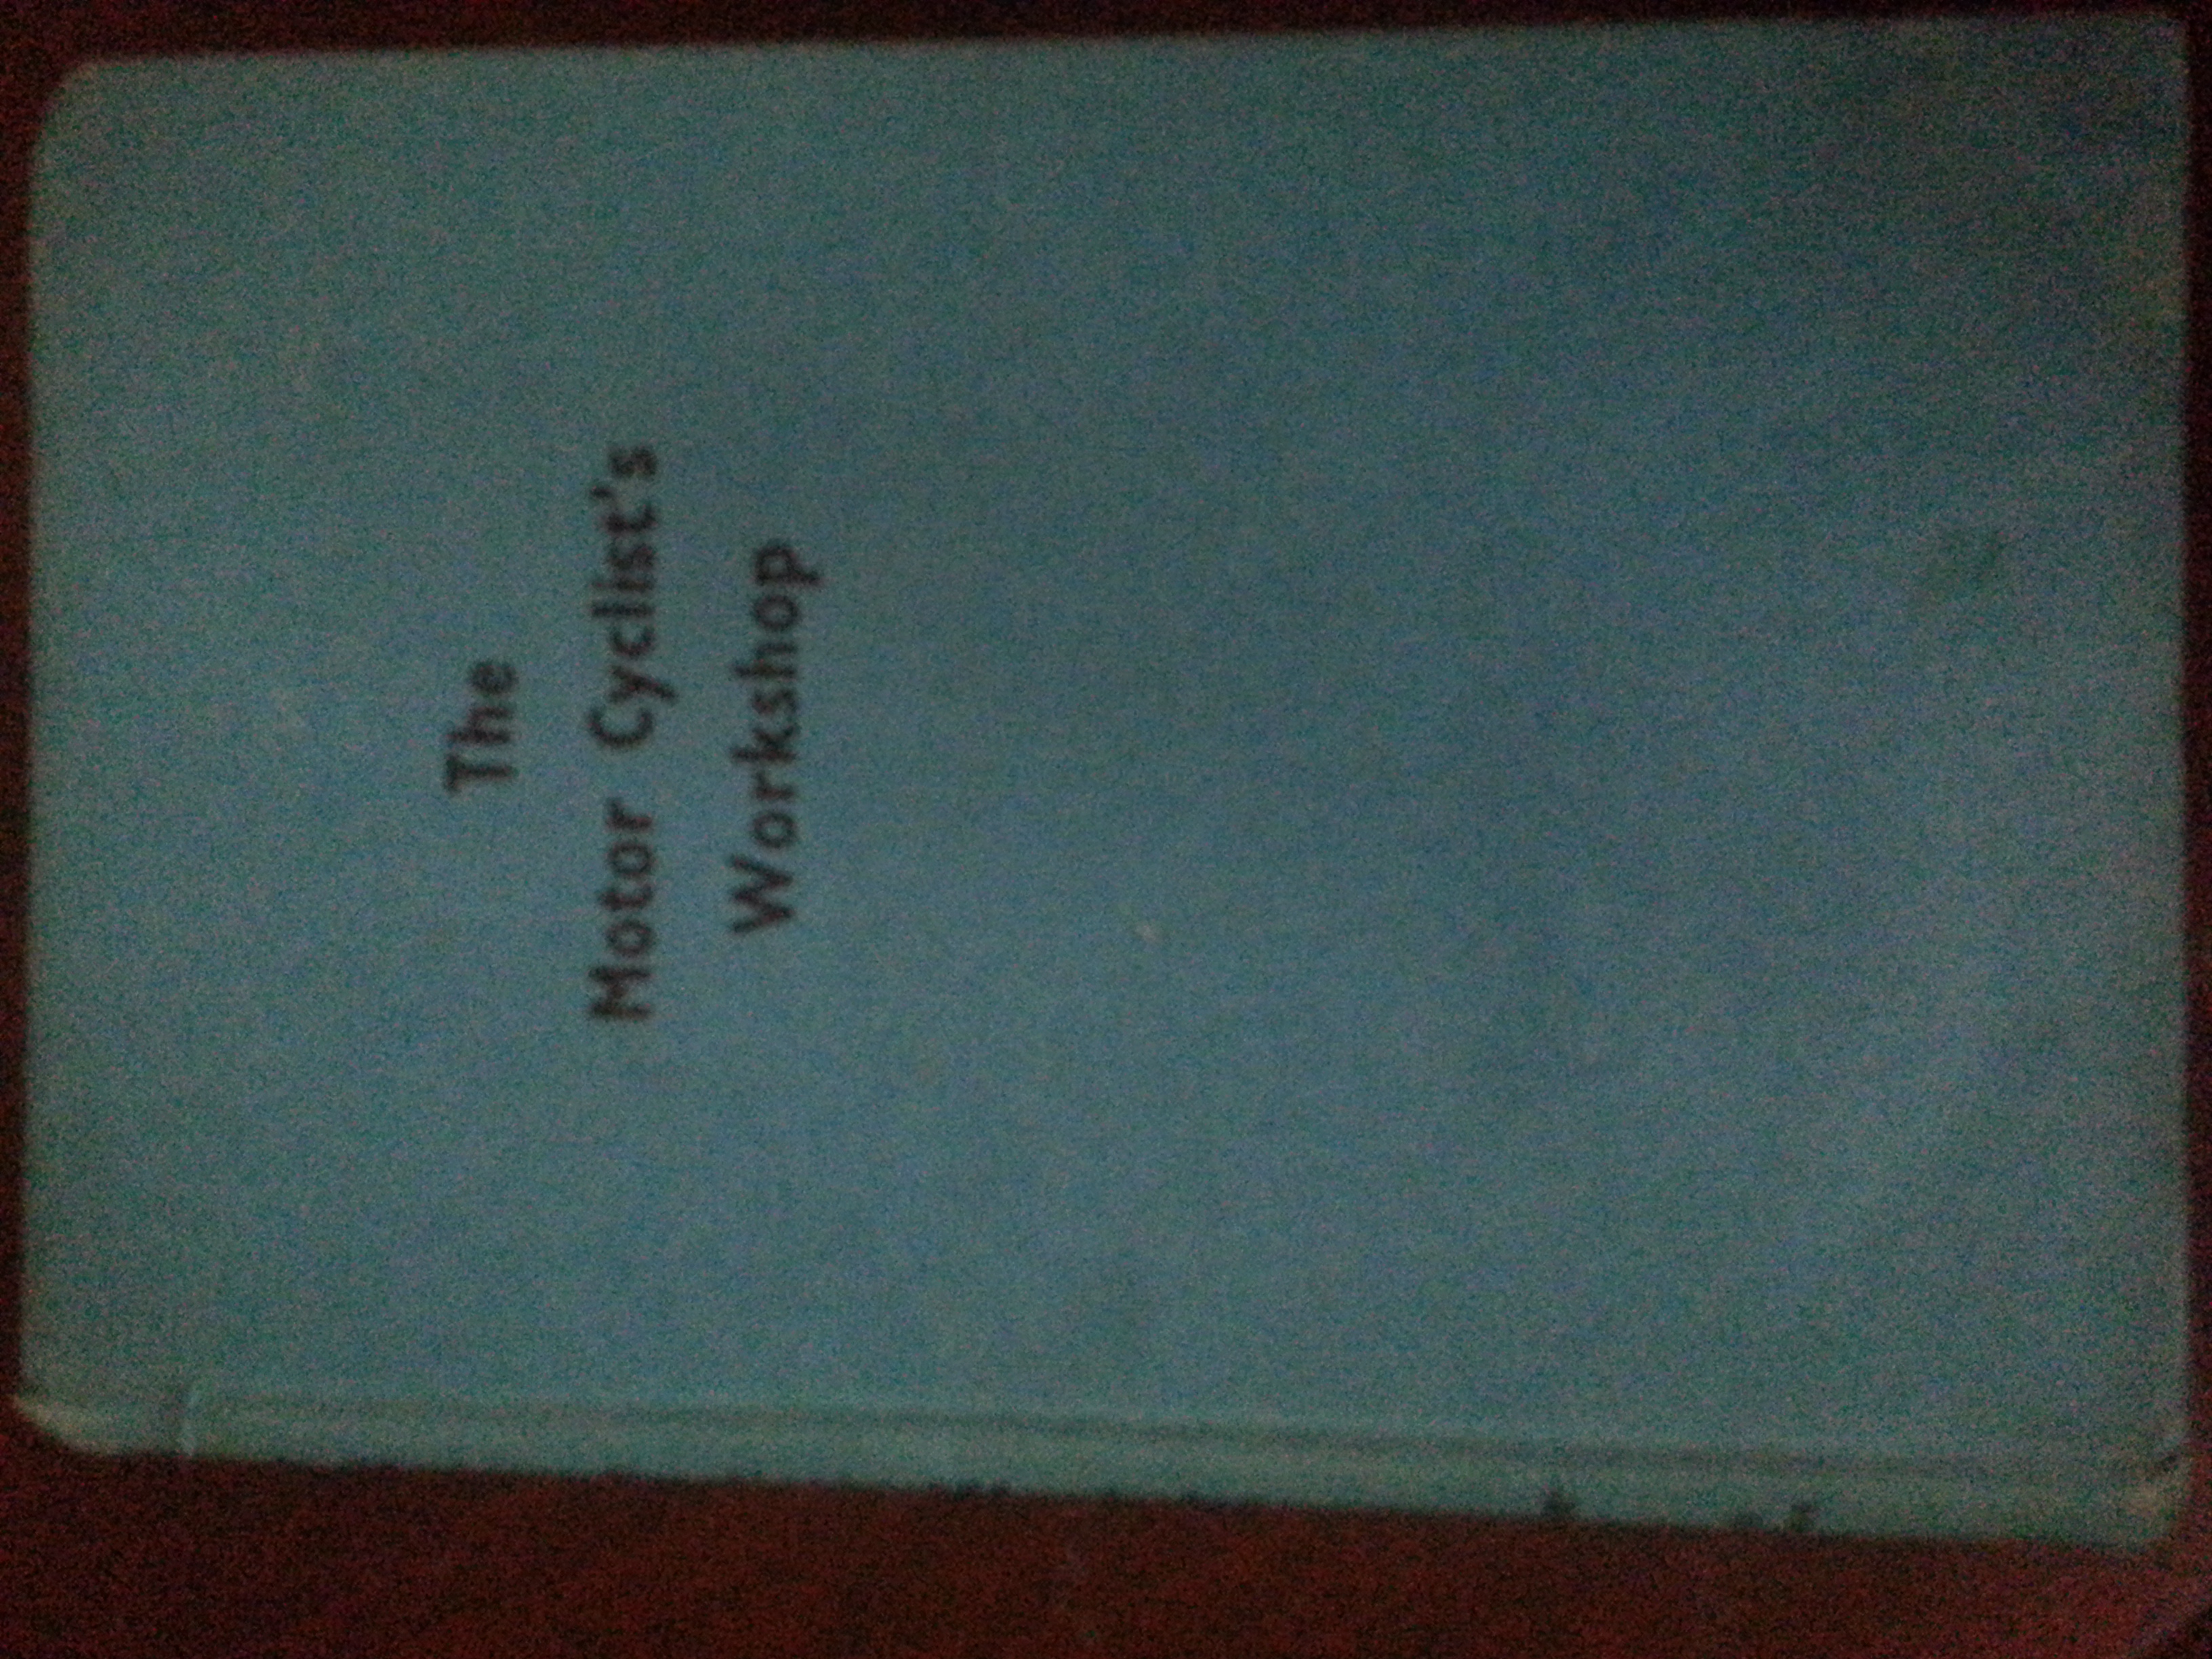 The
Motor Cyclist's
Workshop